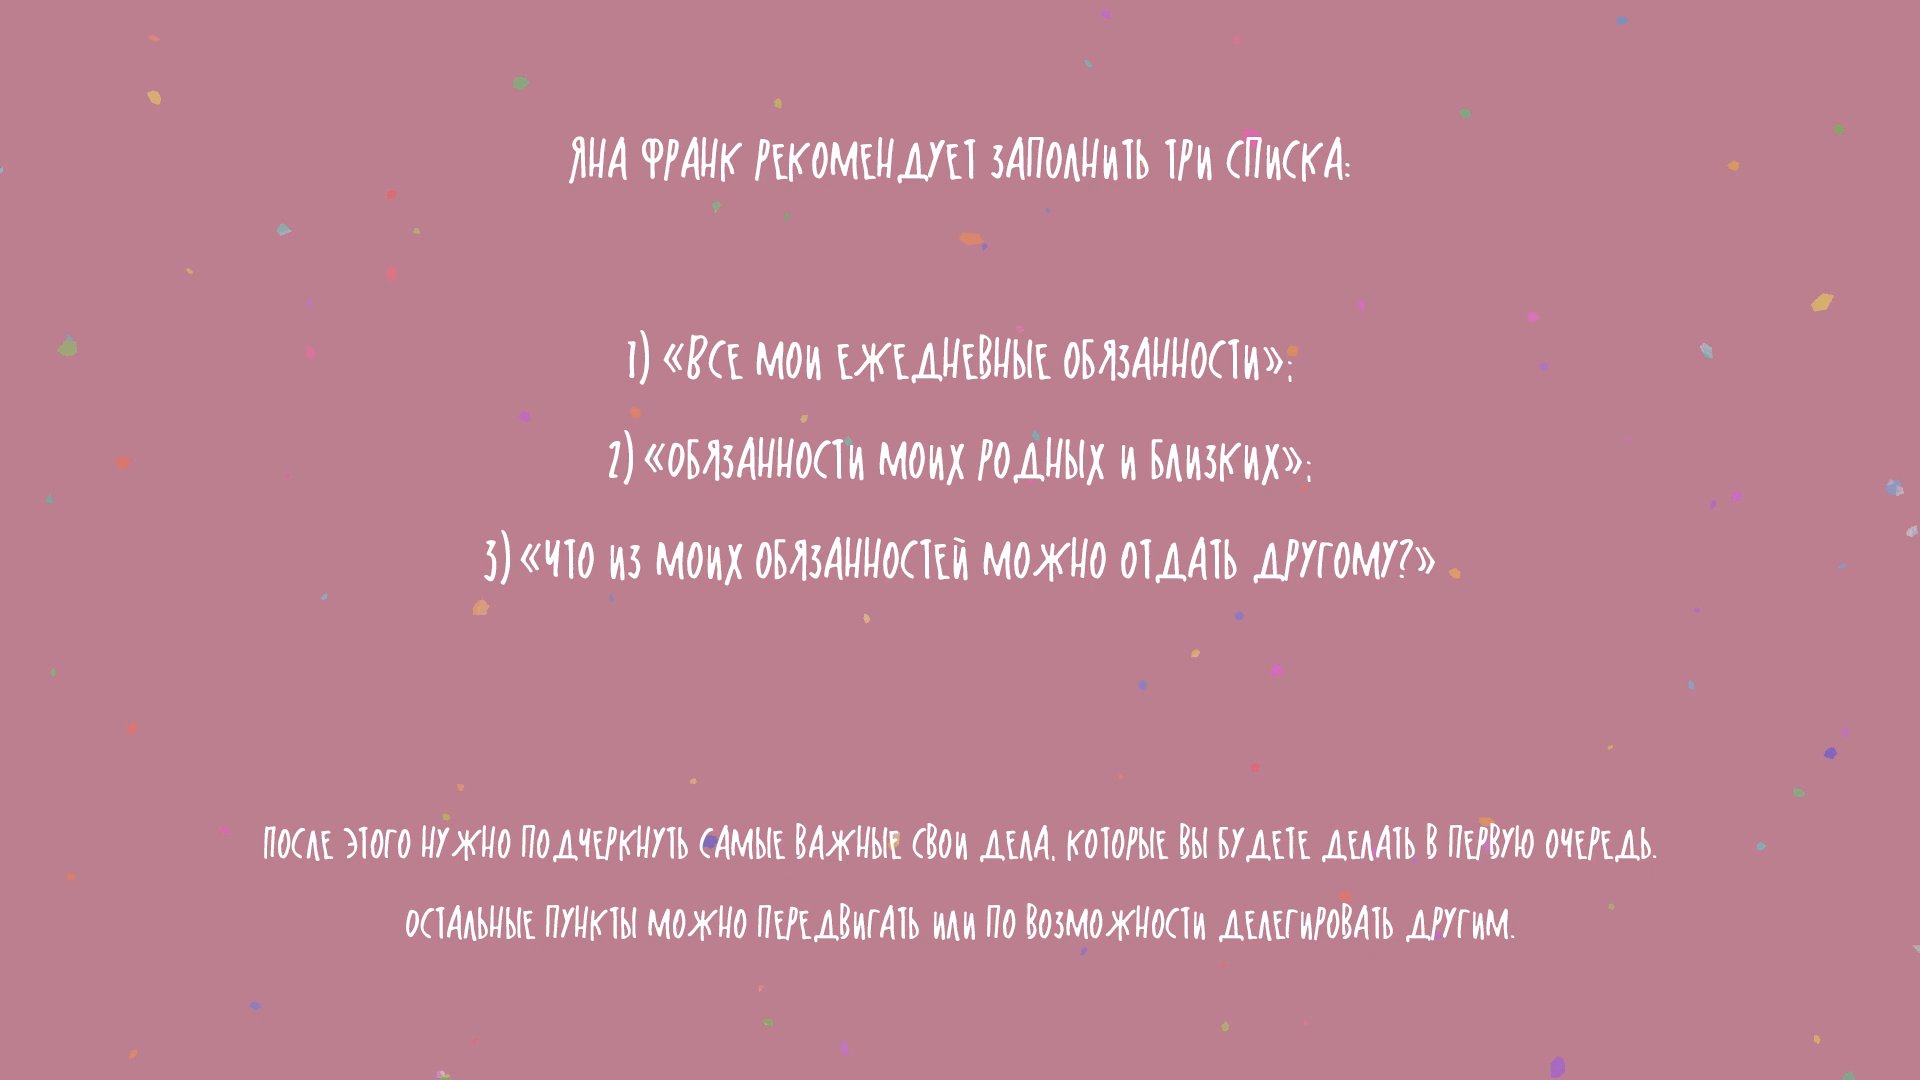 Яна Франк рекомендует заполнить три списка:
1) «Все мои ежедневные обязанности»;
2) «Обязанности моих родных и близких»;
3) «Что из моих обязанностей можно отдать другому?»
После этого нужно подчеркнуть самые важные свои дела, которые вы будете делать в первую очередь.
Остальные пункты можно передвигать или по возможности делегировать другим.